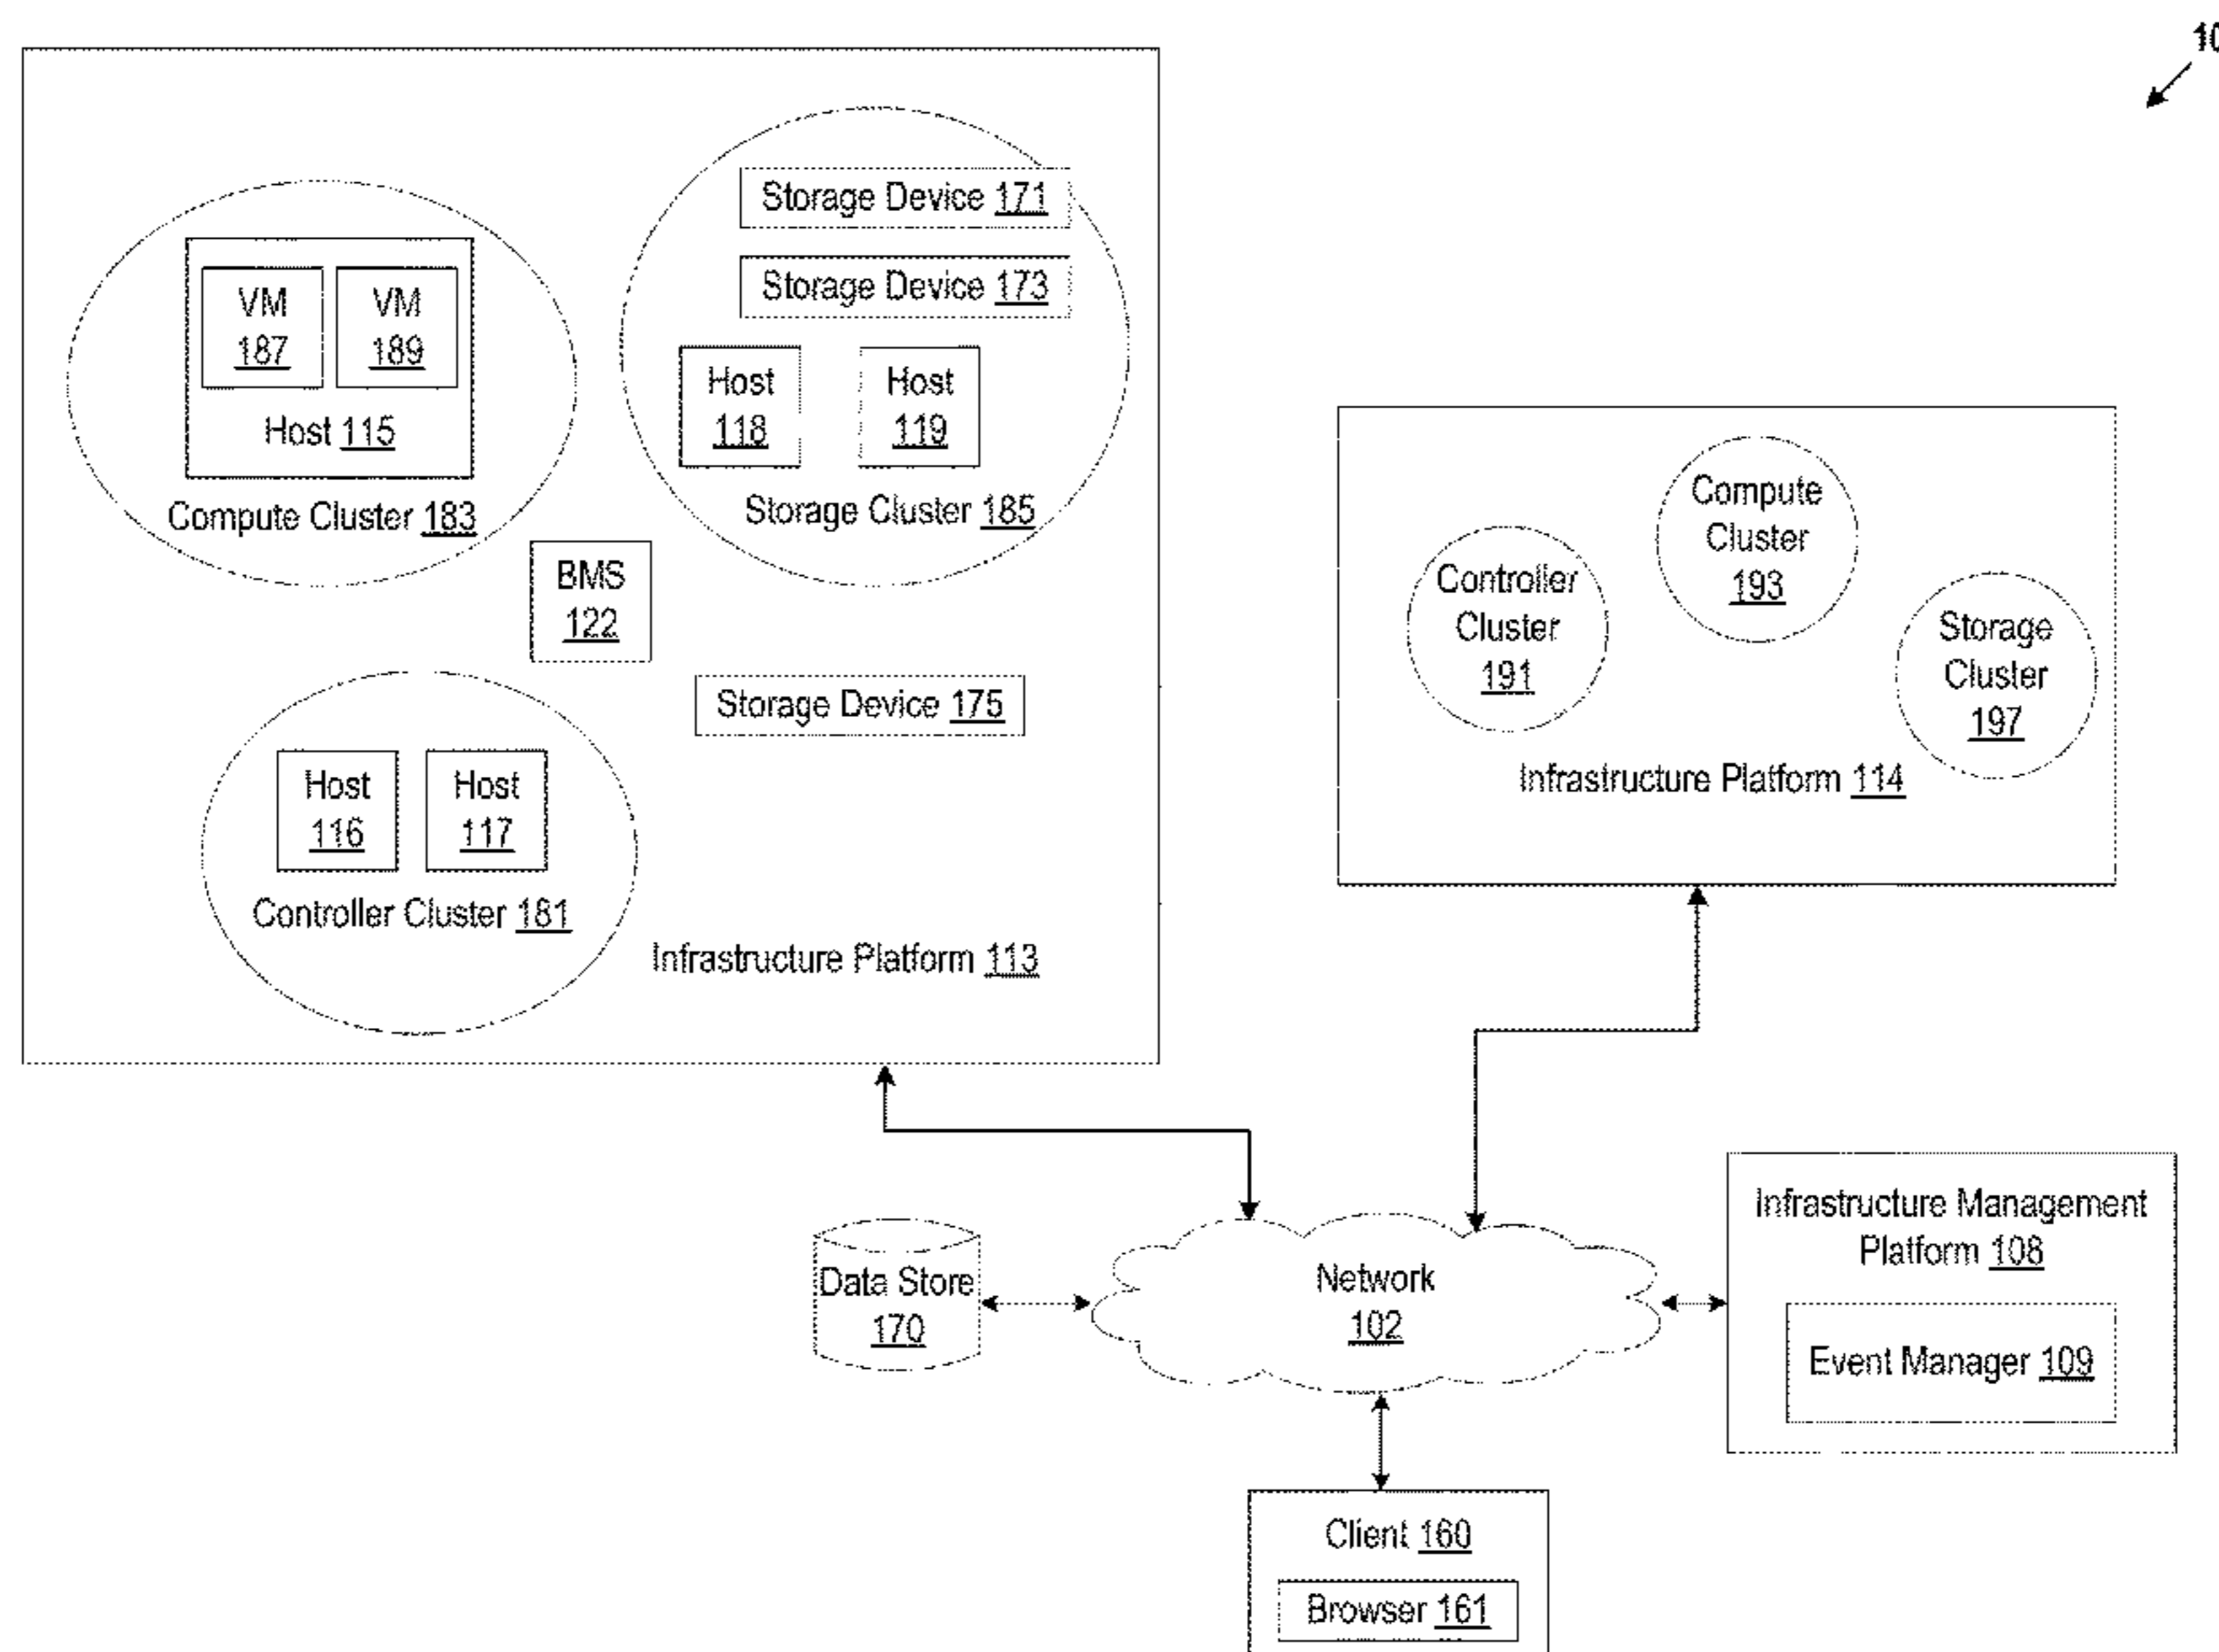 10
Storage Device 171
Storage Device 173
VM
187
VM
189
Host 115
Compute Cluster 183
Host
118
Host
119
Storage Cluster 185
BMS
122
Storage Device 175
Host
116
Host
117
Controller Cluster 181
Infrastructure Platform 113
Compute
Cluster
193
Controller
Cluster
191
Storage
Cluster
197
Infrastructure Platform 114
Data Store
170
Network
102
Infrastructure Management
Platform 108
Event Manager 109
Client 160
Browser 161